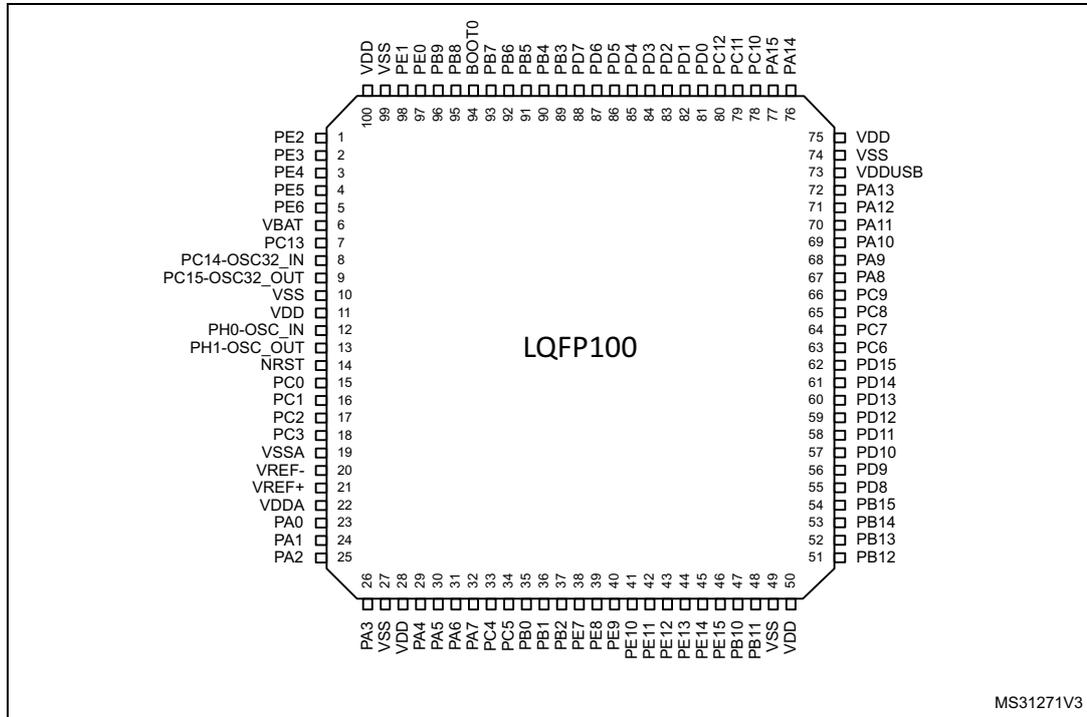 VDD
VSS
PE1
PE0
PB9
PB8
BOOT0
PB7
PB6
PB5
PB4
PB3
PD7
PD6
PD5
PD4
PD3
PD2
PD1
PD0
PC12
PC11
PC10
PA15
PA14
100 99 98 97 96 95 94 93 92 91 90 89 88 87 86 85 84 83 82 81 80 79 78 77 76
PE2 1 75 VDD
PE3 2 74 VSS
PE4 3 73 VDDUSB
PE5 4 72 PA13
PE6 5 71 PA12
VBAT 6 70 PA11
PC13 7 69 PA10
PC14-OSC32_IN 8 68 PA9
PC15-OSC32_OUT 9 67 PA8
VSS 10 66 PC9
VDD 11 65 PC8
PH0-OSC_IN 12 64 PC7
PH1-OSC_OUT 13 63 PC6
NRST 14 62 PD15
PC0 15 61 PD14
PC1 16 60 PD13
PC2 17 59 PD12
PC3 18 58 PD11
VSSA 19 57 PD10
VREF- 20 56 PD9
VREF+ 21 55 PD8
VDDA 22 54 PB15
PA0 23 53 PB14
PA1 24 52 PB13
PA2 25 51 PB12
LQFP100
26 27 28 29 30 31 32 33 34 35 36 37 38 39 40 41 42 43 44 45 46 47 48 49 50
PA3
VSS
VDD
PA4
PA5
PA6
PA7
PC4
PC5
PB0
PB1
PB2
PE7
PE8
PE9
PE10
PE11
PE12
PE13
PE14
PE15
PB10
PB11
VSS
VDD
MS31271V3